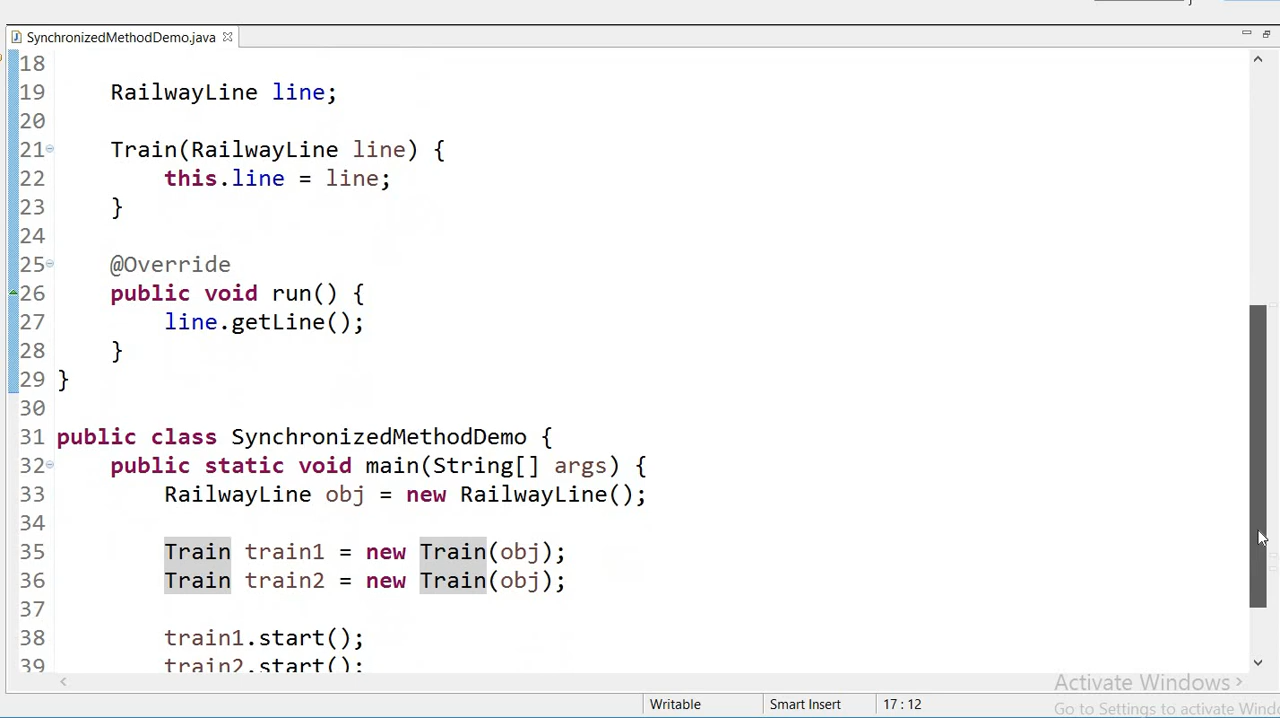 SynchronizedMethodDemo.java
18
19 RailwayLine line;
20
21 Train(RailwayLine line) {
22 this.line = line;
23 }
24
25 @Override
26 public void run() {
27 line.getLine();
28 }
29 }
30
31 public class SynchronizedMethodDemo {
32 public static void main(String[] args) {
33 RailwayLine obj = new RailwayLine();
34
35 Train train1 = new Train(obj);
36 Train train2 = new Train(obj);
37
38 train1.start();
39 train2.start();
Activate Windows
Writable Smart Insert 17 : 12
Go to Settings to activate Wind